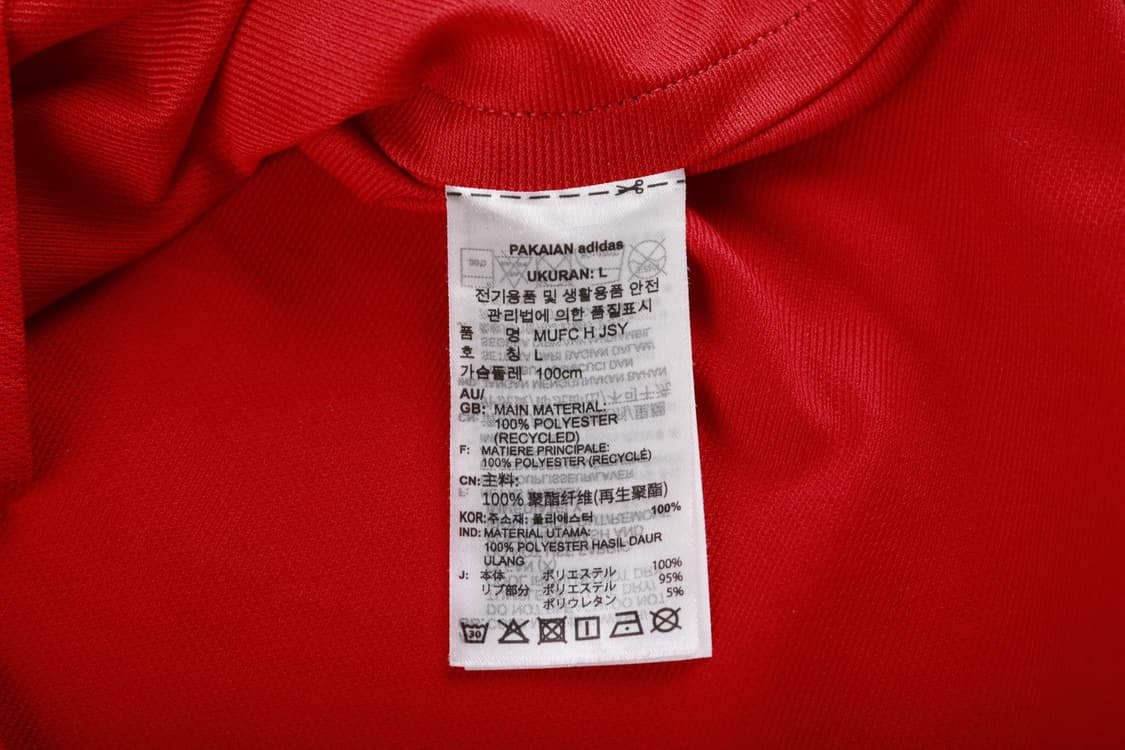 PAKAIAN adidas
UKURAN: L
전기용품 및 생활용품 안전
관리법에 의한 품질표시
품 명 MUFC H JSY
호 칭 L
가슴둘레 100cm
AU/
GB: MAIN MATERIAL:
100% POLYESTER
(RECYCLED)
F: MATIERE PRINCIPALE:
100% POLYESTER (RECYCLÉ)
CN: 主料:
100% 聚酯纤维(再生聚酯)
KOR: 주소재: 폴리에스터 100%
IND: MATERIAL UTAMA:
100% POLYESTER HASIL DAUR
ULANG
J: 本体 ポリエステル 100%
リブ部分 ポリエステル 95%
ポリウレタン 5%
30